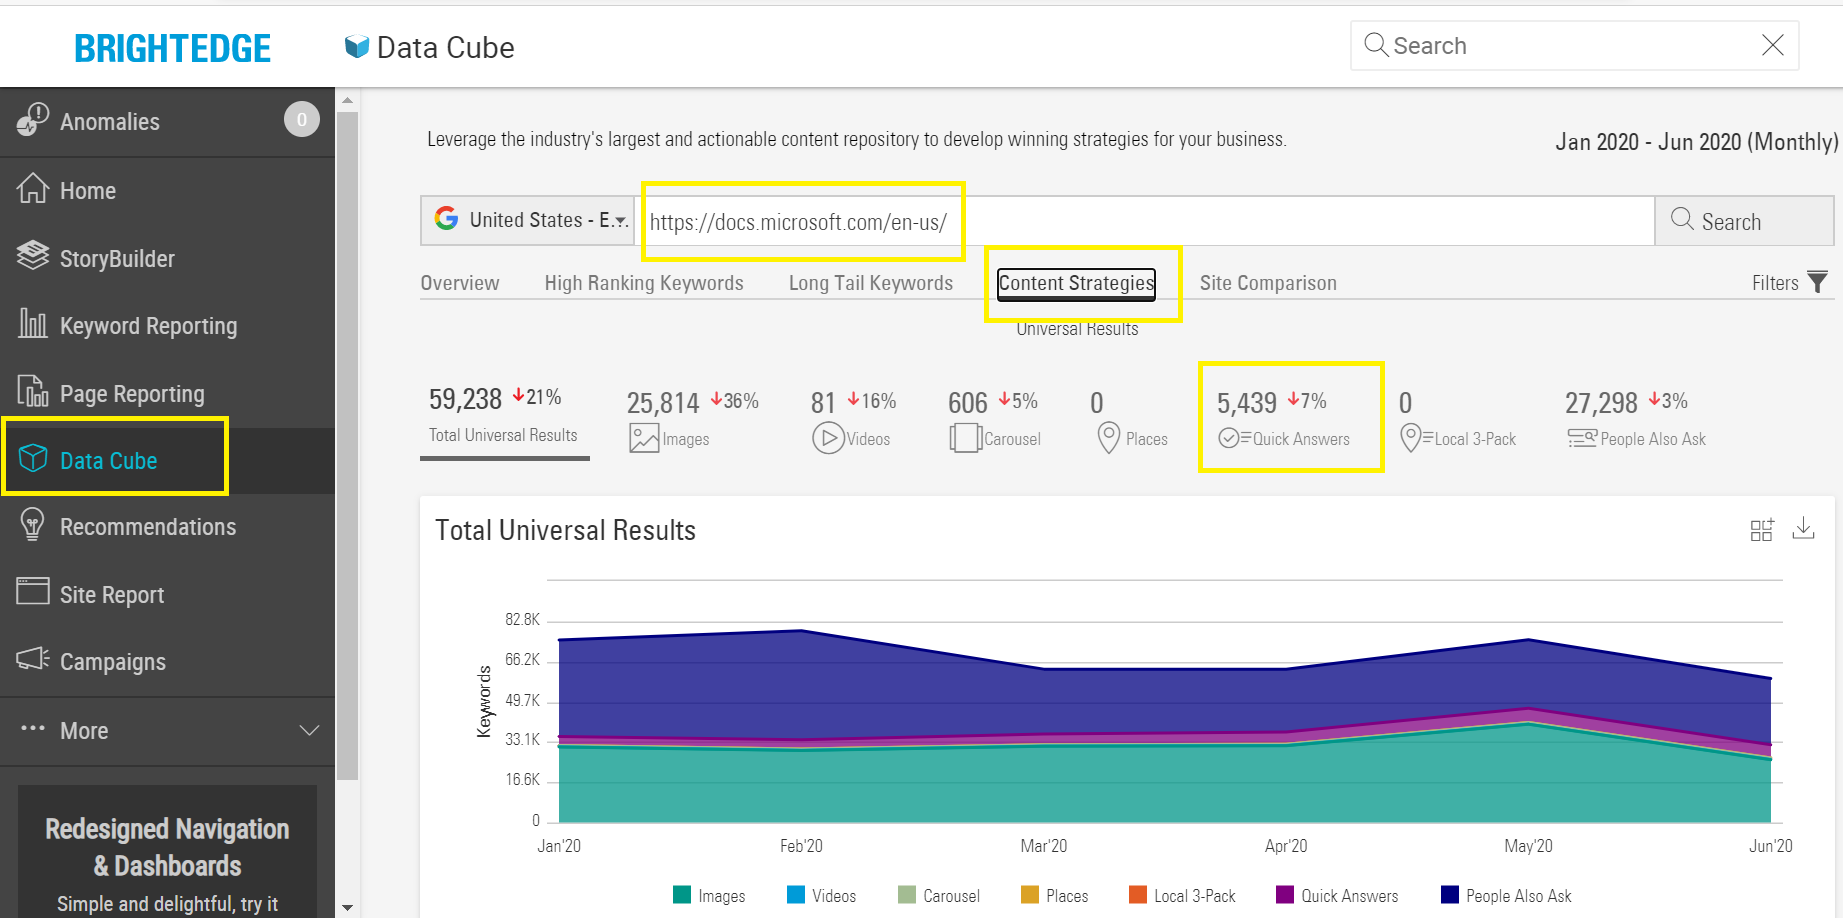 BRIGHTEDGE
Data Cube
Search
Anomalies
0
Home
StoryBuilder
Keyword Reporting
Page Reporting
Data Cube
Recommendations
Site Report
Campaigns
More
Redesigned Navigation
& Dashboards
Simple and delightful, try it
Leverage the industry's largest and actionable content repository to develop winning strategies for your business.
Jan 2020 - Jun 2020 (Monthly)
United States - E...
https://docs.microsoft.com/en-us/
Search
Overview
High Ranking Keywords
Long Tail Keywords
Content Strategies
Site Comparison
Filters
Universal Results
59,238 21%
Total Universal Results
25,814 36%
Images
81 16%
Videos
606 5%
Carousel
0
Places
5,439 7%
Quick Answers
0
Local 3-Pack
27,298 3%
People Also Ask
Total Universal Results
Keywords
82.8K
66.2K
49.7K
33.1K
16.6K
0
Jan'20
Feb'20
Mar'20
Apr'20
May'20
Jun'20
Images
Videos
Carousel
Places
Local 3-Pack
Quick Answers
People Also Ask